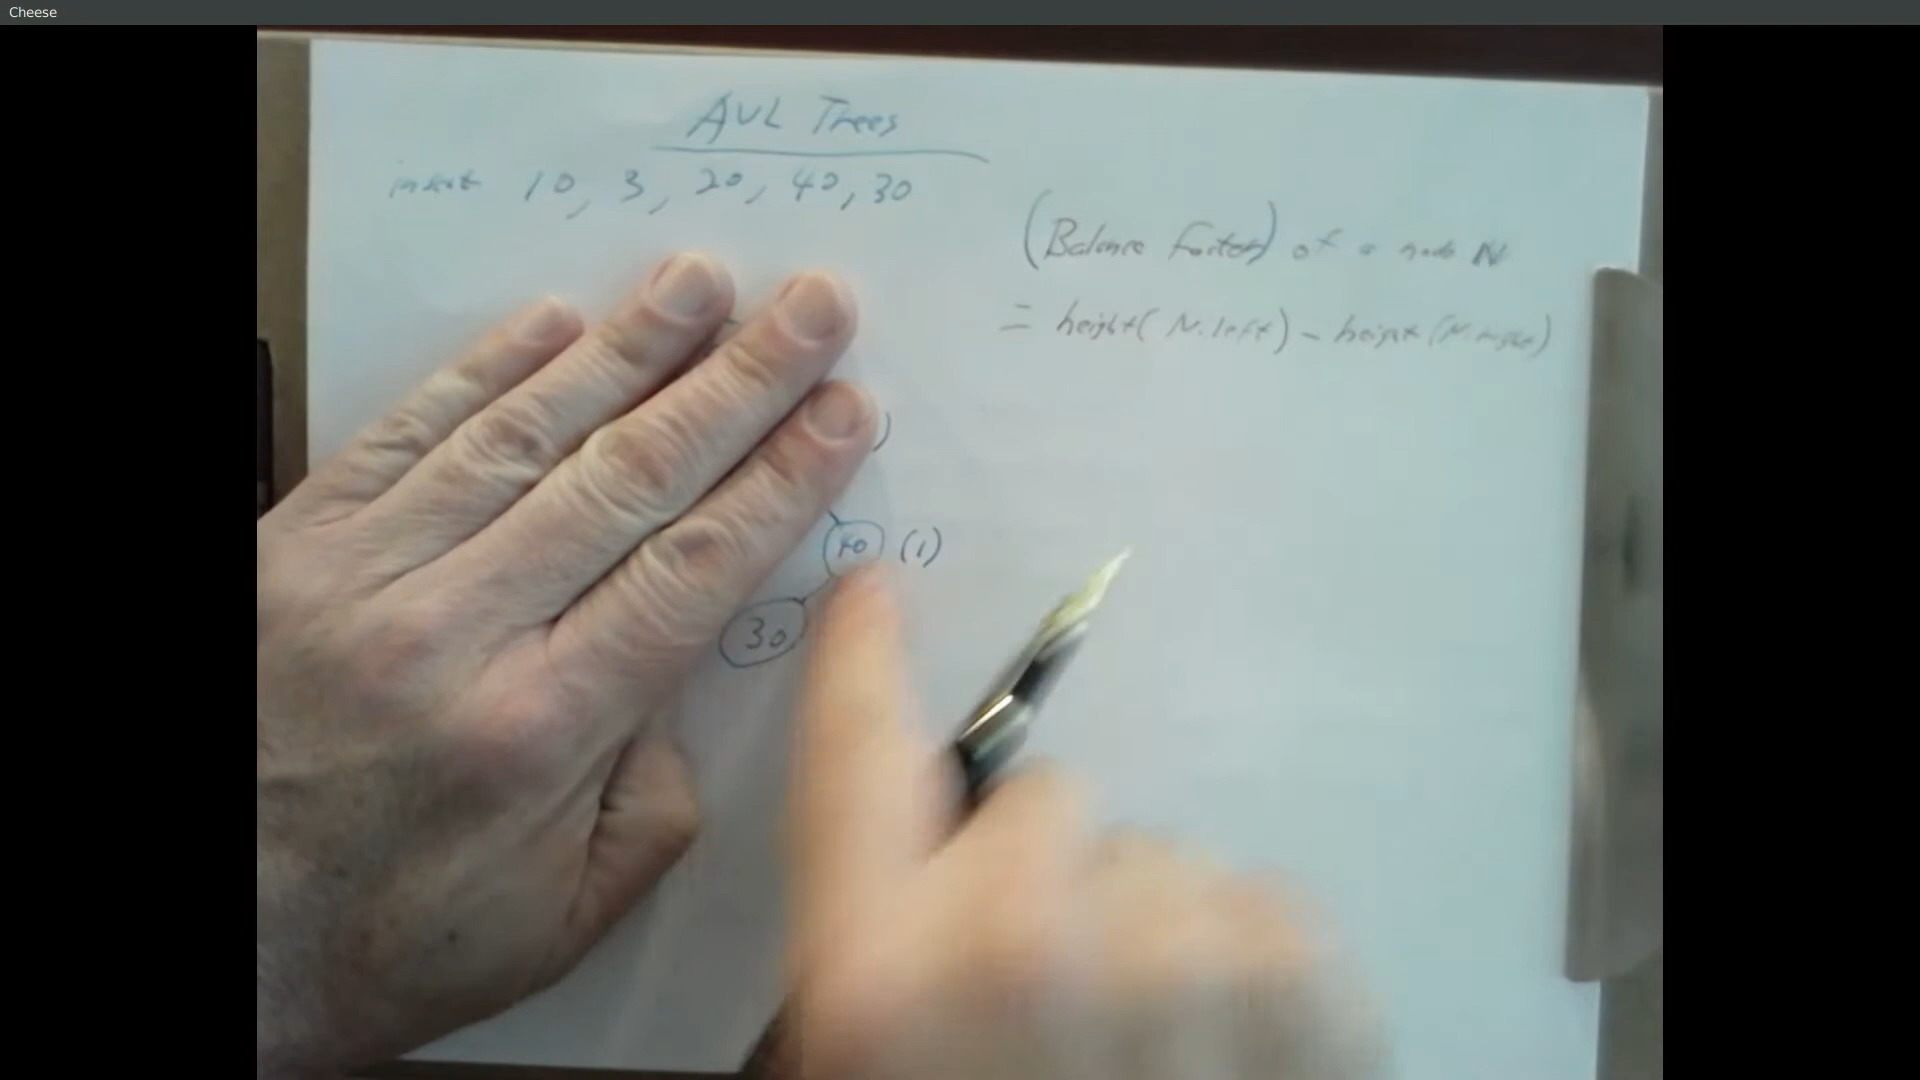 Cheese
AVL Trees
insert 10, 3, 20, 40, 30
(Balance Factor) of a node N
= height(N.left) - height(N.right)
)
40 (1)
30